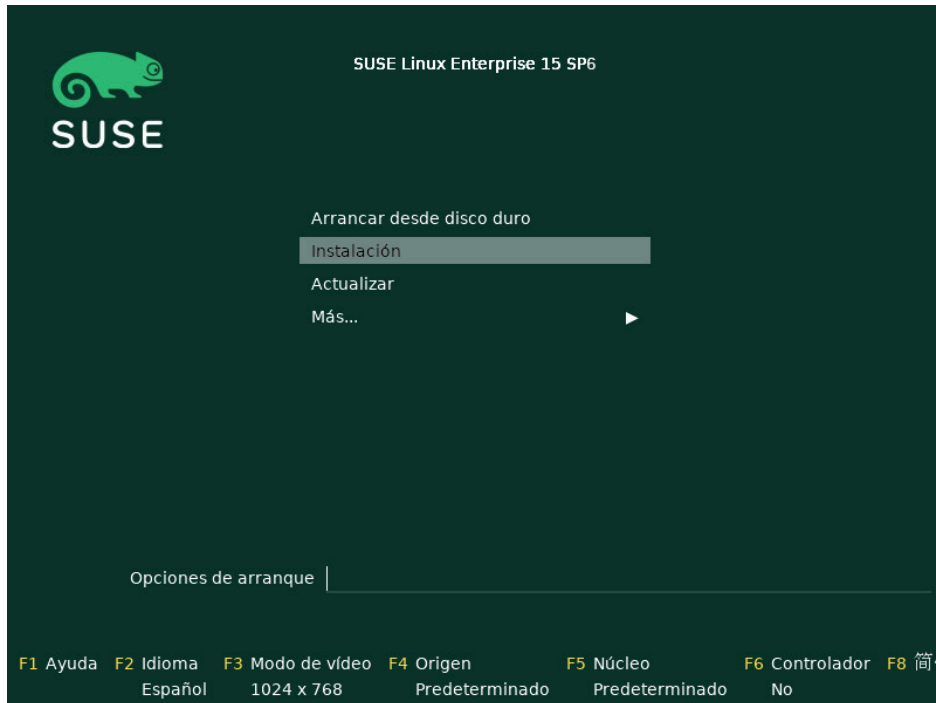 SUSE
SUSE Linux Enterprise 15 SP6
Arrancar desde disco duro
Instalación
Actualizar
Más...
Opciones de arranque
F1 Ayuda F2 Idioma F3 Modo de vídeo F4 Origen F5 Núcleo F6 Controlador F8 简
Español 1024 x 768 Predeterminado Predeterminado No